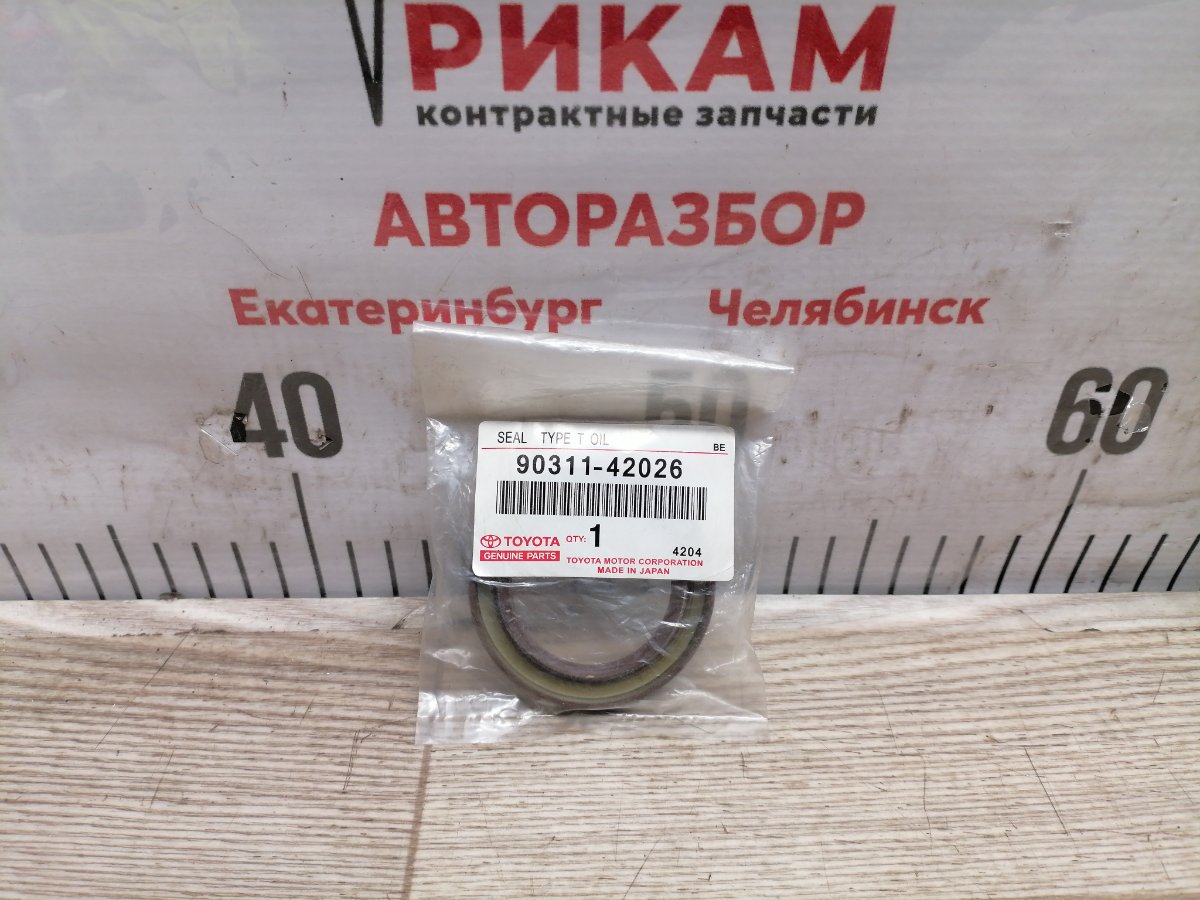 РИКАМ
контрактные запчасти
АВТОРАЗБОР
Екатеринбург Челябинск
40 50 60
SEAL TYPE T OIL BE
90311-42026
TOYOTA QTY: 1 4204
GENUINE PARTS TOYOTA MOTOR CORPORATION
MADE IN JAPAN